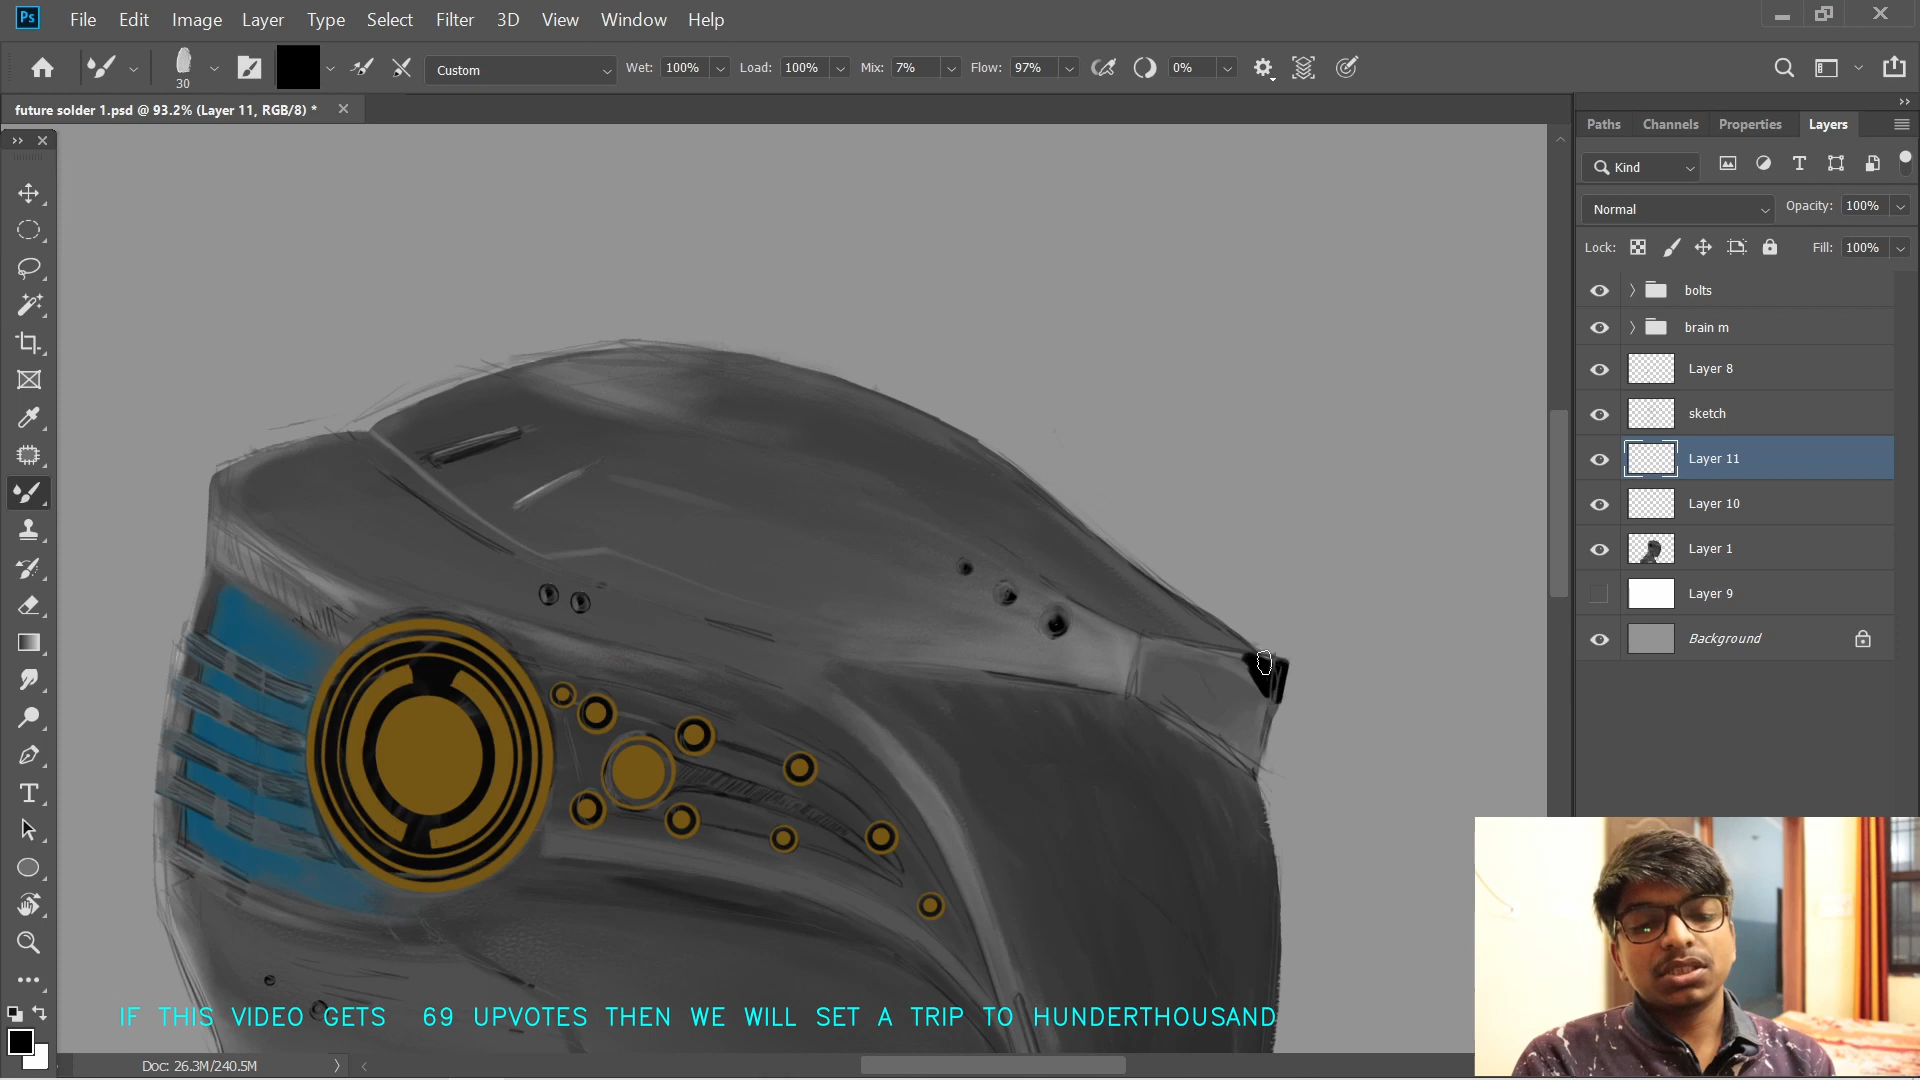 Ps File Edit Image Layer Type Select Filter 3D View Window Help
30 Custom Wet: 100% Load: 100% Mix: 7% Flow: 97% 0%
future solder 1.psd @ 93.2% (Layer 11, RGB/8) *
Paths Channels Properties Layers
Kind
Normal Opacity: 100%
Lock: Fill: 100%
bolts
brain m
Layer 8
sketch
Layer 11
Layer 10
Layer 1
Layer 9
Background
IF THIS VIDEO GETS 69 UPVOTES THEN WE WILL SET A TRIP TO HUNDERTHOUSAND
Doc: 26.3M/240.5M